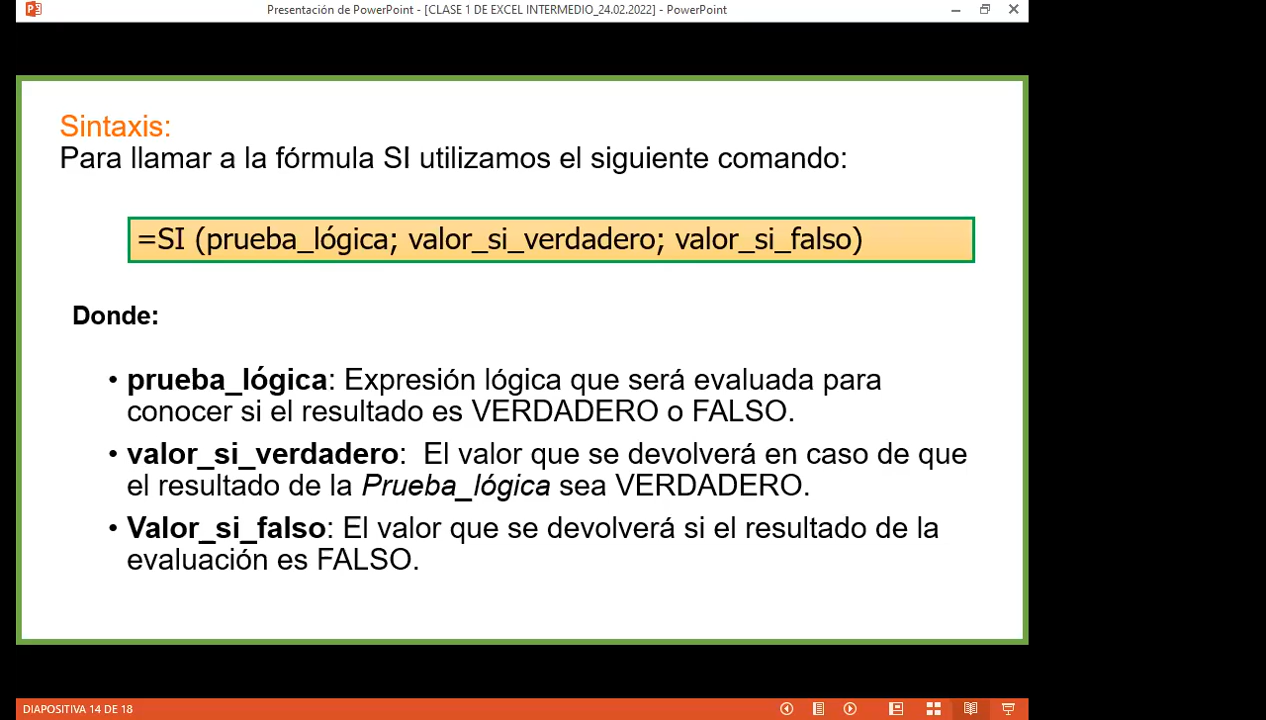 Presentación de PowerPoint - [CLASE 1 DE EXCEL INTERMEDIO_24.02.2022] - PowerPoint
Sintaxis:
Para llamar a la fórmula SI utilizamos el siguiente comando:
=SI (prueba_lógica; valor_si_verdadero; valor_si_falso)
Donde:
• prueba_lógica: Expresión lógica que será evaluada para
conocer si el resultado es VERDADERO o FALSO.
• valor_si_verdadero:  El valor que se devolverá en caso de que
el resultado de la Prueba_lógica sea VERDADERO.
• Valor_si_falso: El valor que se devolverá si el resultado de la
evaluación es FALSO.
DIAPOSITIVA 14 DE 18